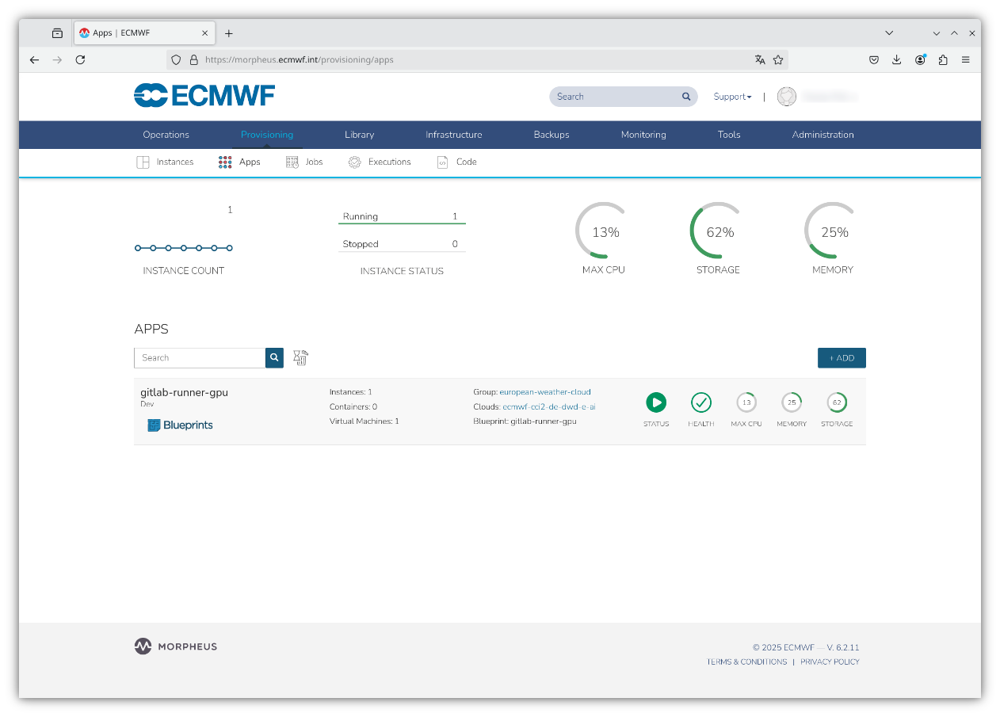 Apps | ECMWF
https://morpheus.ecmwf.int/provisioning/apps
ECMWF
Search
Support
|
Operations Provisioning Library Infrastructure Backups Monitoring Tools Administration
Instances Apps Jobs Executions Code
1
INSTANCE COUNT
Running 1
Stopped 0
INSTANCE STATUS
13%
MAX CPU
62%
STORAGE
25%
MEMORY
APPS
Search
+ ADD
gitlab-runner-gpu
Dev
Blueprints
Instances: 1
Containers: 0
Virtual Machines: 1
Group: european-weather-cloud
Clouds: ecmwf-cci2-de-dwd-e-ai
Blueprint: gitlab-runner-gpu
13 25 62
STATUS HEALTH MAX CPU MEMORY STORAGE
MORPHEUS
© 2025 ECMWF — V. 6.2.11
TERMS & CONDITIONS | PRIVACY POLICY